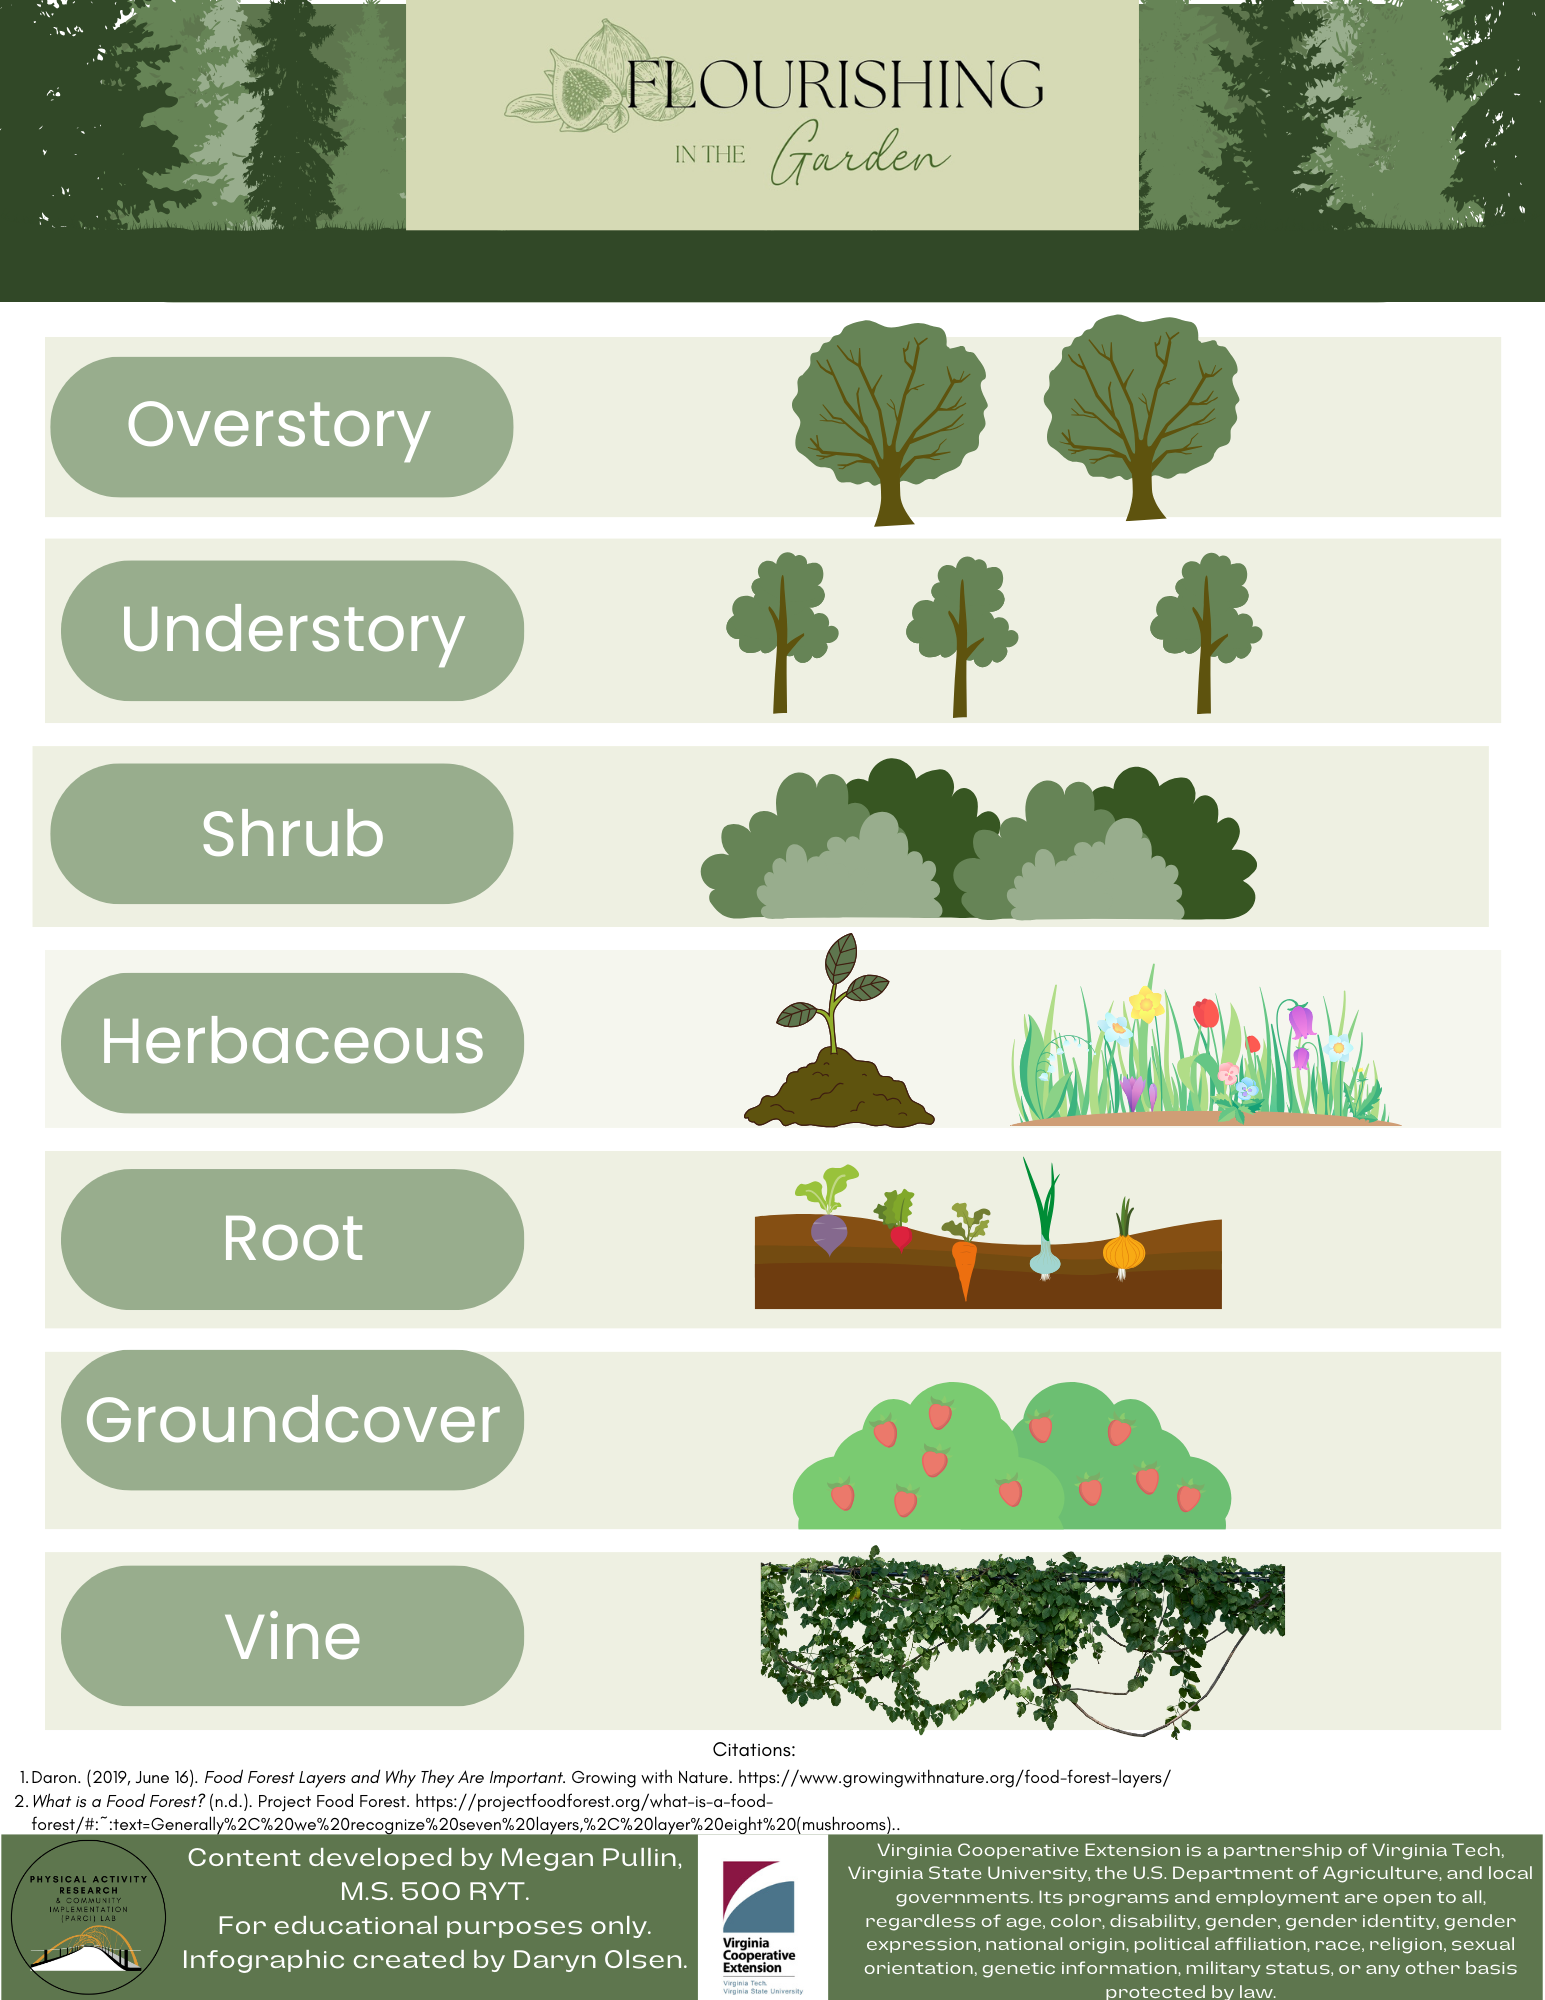 FLOURISHING
IN THE Garden
Overstory
Understory
Shrub
Herbaceous
Root
Groundcover
Vine
Citations:
1. Daron. (2019, June 16). Food Forest Layers and Why They Are Important. Growing with Nature. https://www.growingwithnature.org/food-forest-layers/
2. What is a Food Forest? (n.d.). Project Food Forest. https://projectfoodforest.org/what-is-a-food-
forest/#:~:text=Generally%2C%20we%20recognize%20seven%20layers,%2C%20layer%20eight%20(mushrooms)..
PHYSICAL ACTIVITY
RESEARCH
& COMMUNITY
IMPLEMENTATION
(PARCI) LAB
Content developed by Megan Pullin,
M.S. 500 RYT.
For educational purposes only.
Infographic created by Daryn Olsen.
Virginia
Cooperative
Extension
Virginia Tech.
Virginia State University
Virginia Cooperative Extension is a partnership of Virginia Tech,
Virginia State University, the U.S. Department of Agriculture, and local
governments. Its programs and employment are open to all,
regardless of age, color, disability, gender, gender identity, gender
expression, national origin, political affiliation, race, religion, sexual
orientation, genetic information, military status, or any other basis
protected by law.